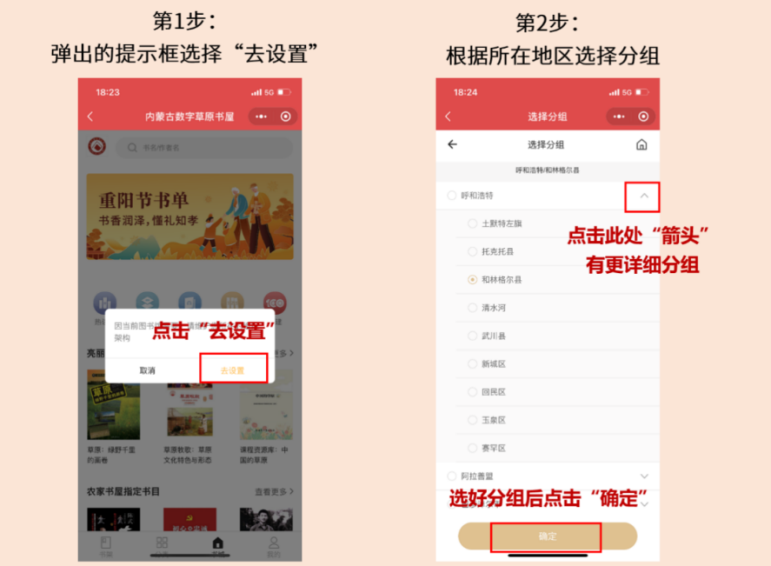 第1步：
弹出的提示框选择“去设置”
18:23
5G
内蒙古数字草原书屋
书名/作者名
重阳节书单
书香润泽，懂礼知孝
因当前图书
架构
点击“去设置”
取消
去设置
亮丽
更多
草原：绿野千里
的画卷
草原教歌：草原
文化特色与形态
课程资源库：中
国的草原
农家书屋指定书目
查看更多
书架
我的
第2步：
根据所在地区选择分组
18:24
5G
选择分组
选择分组
呼和浩特/和林格尔县
呼和浩特
点击此处“箭头”
有更详细分组
土默特左旗
托克托县
和林格尔县
清水河
武川县
新城区
回民区
玉泉区
赛罕区
阿拉善盟
选好分组后点击“确定”
确定